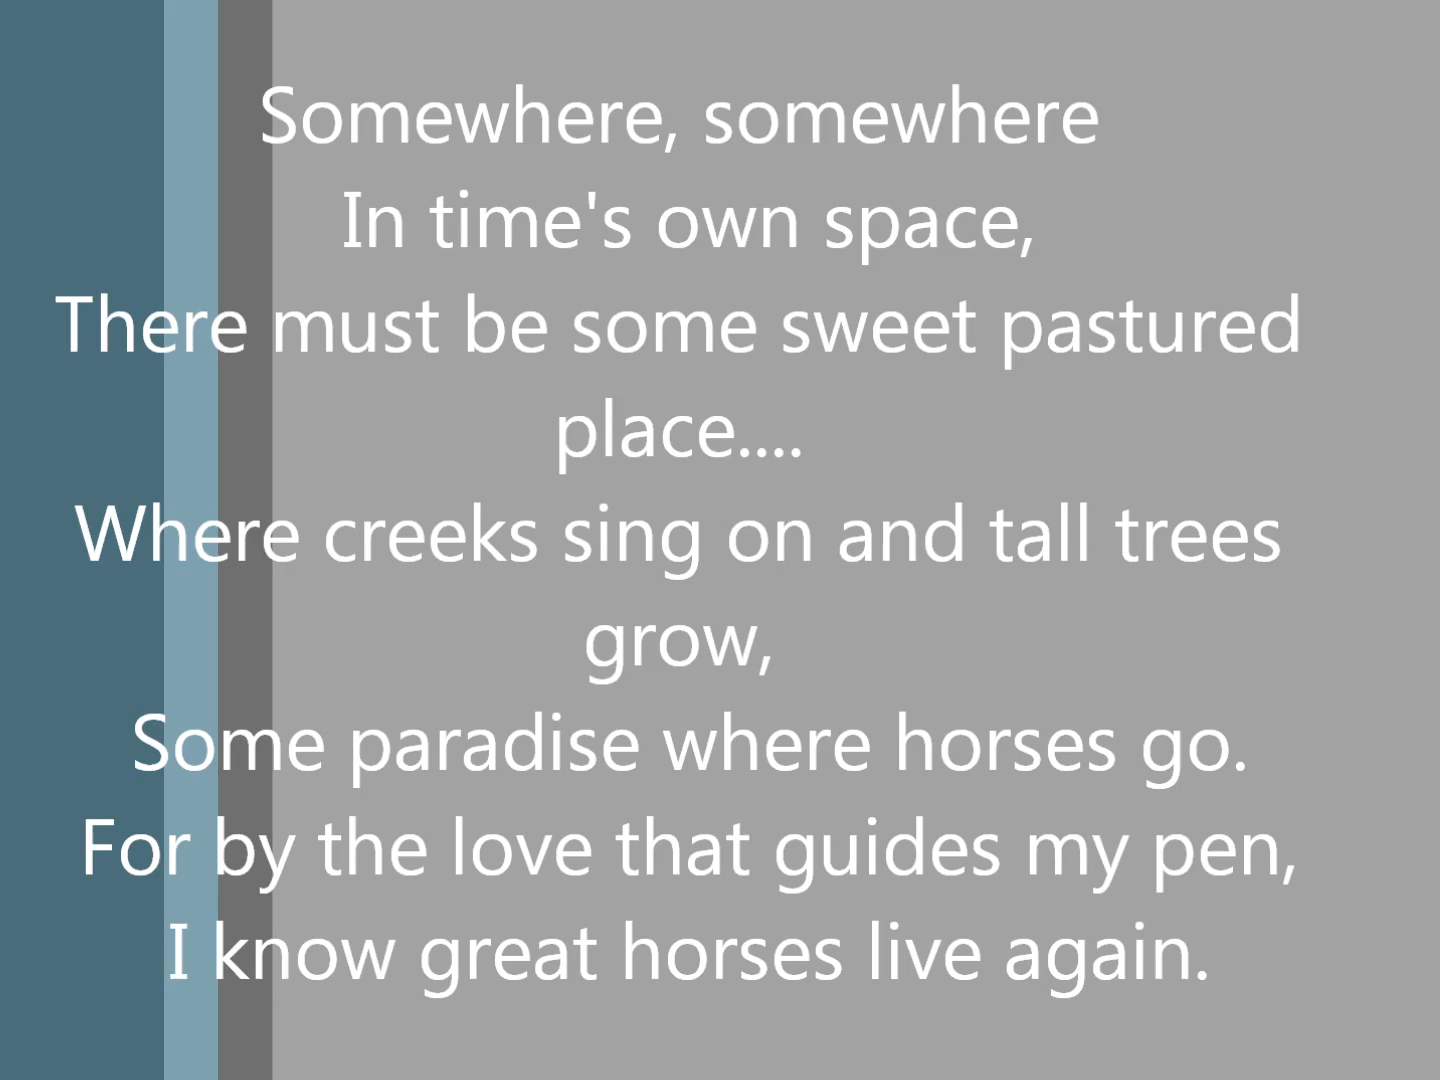 Somewhere, somewhere
In time's own space,
There must be some sweet pastured
place....
Where creeks sing on and tall trees
grow,
Some paradise where horses go.
For by the love that guides my pen,
I know great horses live again.